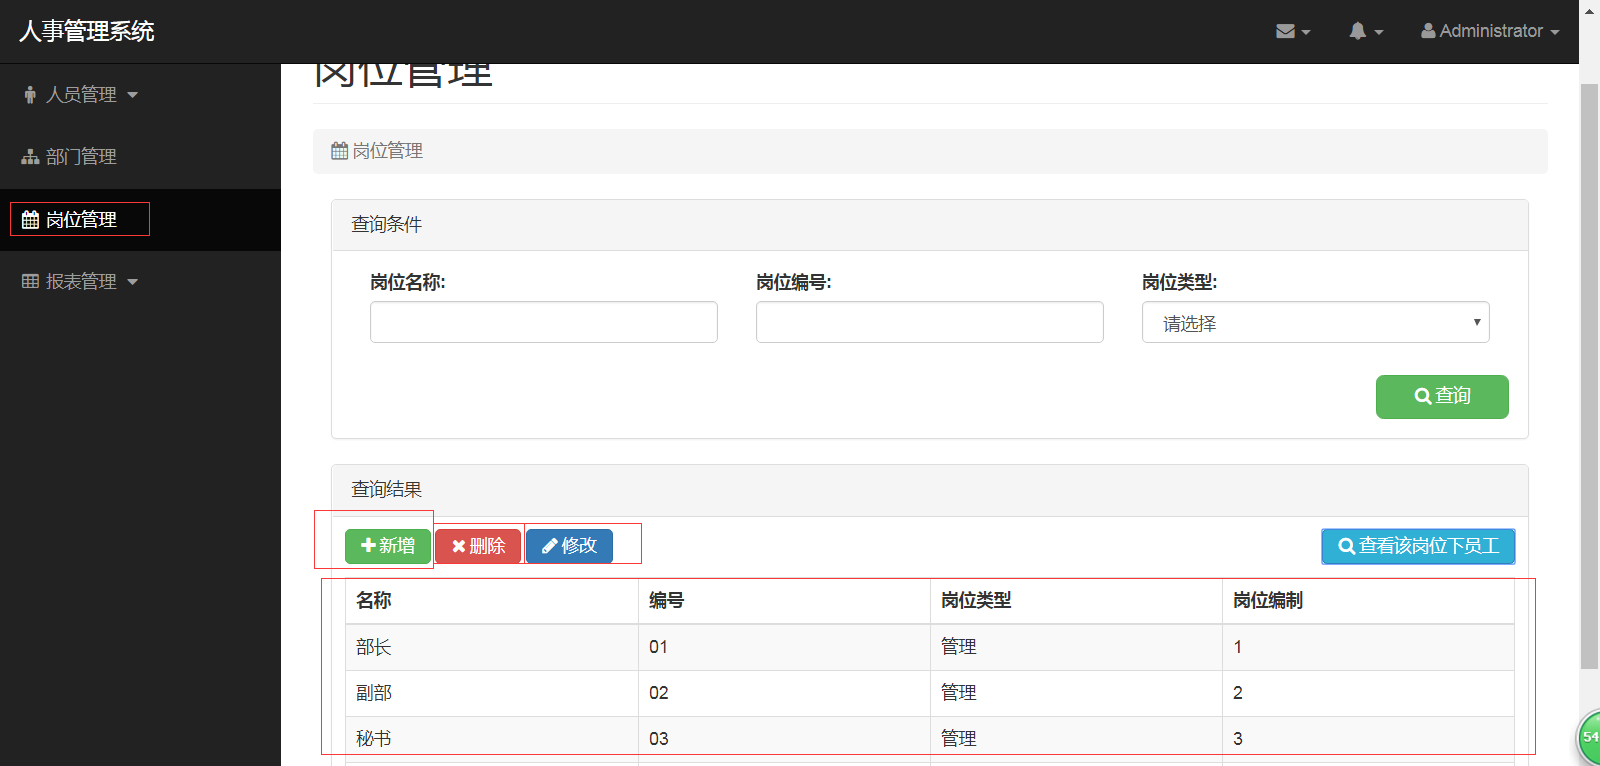 人事管理系统
Administrator
人员管理
部门管理
岗位管理
报表管理
岗位管理
岗位管理
查询条件
岗位名称: 岗位编号: 岗位类型:
请选择
查询
查询结果
新增 删除 修改 查看该岗位下员工
名称 编号 岗位类型 岗位编制
部长 01 管理 1
副部 02 管理 2
秘书 03 管理 3
54